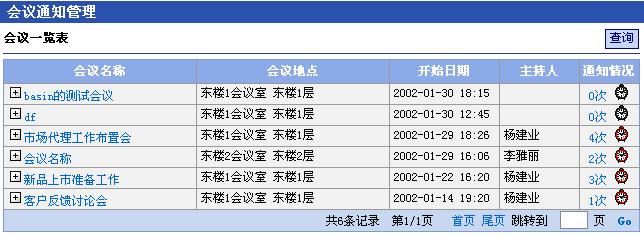 会议通知管理
会议一览表 查询
会议名称 会议地点 开始日期 主持人 通知情况
basin的测试会议 东楼1会议室 东楼1层 2002-01-30 18:15 0次
df 东楼1会议室 东楼1层 2002-01-30 12:45 0次
市场代理工作布置会 东楼1会议室 东楼1层 2002-01-29 18:26 杨建业 4次
会议名称 东楼2会议室 东楼2层 2002-01-29 16:06 李雅丽 2次
新品上市准备工作 东楼1会议室 东楼1层 2002-01-22 16:20 杨建业 3次
客户反馈讨论会 东楼1会议室 东楼1层 2002-01-14 19:20 杨建业 1次
共6条记录 第1/1页 首页 尾页 跳转到 页 Go